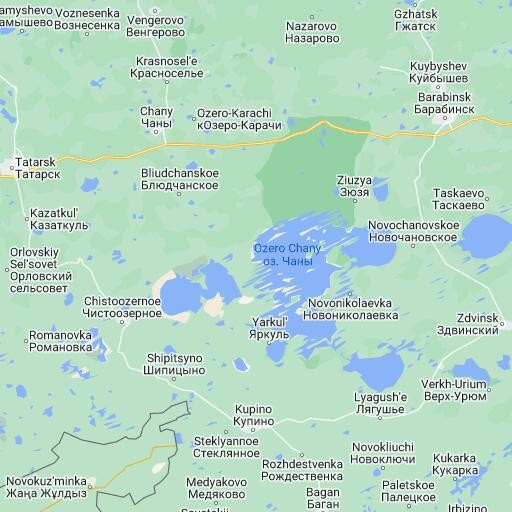 amyshevo
амышево
Voznesenka
Вознесенка
Vengerovo
Венгерово
Nazarovo
Назарово
Gzhatsk
Гжатск
Krasnosel'e
Красноселье
Kuybyshev
Куйбышев
Barabinsk
Барабинск
Chany
Чаны
Ozero-Karachi
кОзеро-Карачи
Tatarsk
Татарск
Bliudchanskoe
Блюдчанское
Ziuzya
Зюзя
Taskaevo
Таскаево
Kazatkul'
Казаткуль
Novochanovskoe
Новочановское
Ozero Chany
оз. Чаны
Orlovskiy
Sel'sovet
Орловский
сельсовет
Chistoozernoe
Чистоозерное
Novonikolaevka
Новониколаевка
Zdvinsk
Здвинский
Yarkul'
Яркуль
Romanovka
Романовка
Shipitsyno
Шипицыно
Verkh-Urium
Верх-Урюм
Lyagush'e
Лягушье
Kupino
Купино
Steklyannoe
Стеклянное
Novokliuchi
Новоключи
Kukarka
Кукарка
Rozhdestvenka
Рождественка
Novokuz'minka
Жаңа Жұлдыз
Medyakovo
Медяково
Bagan
Баган
Paletskoe
Палецкое
Irbizino